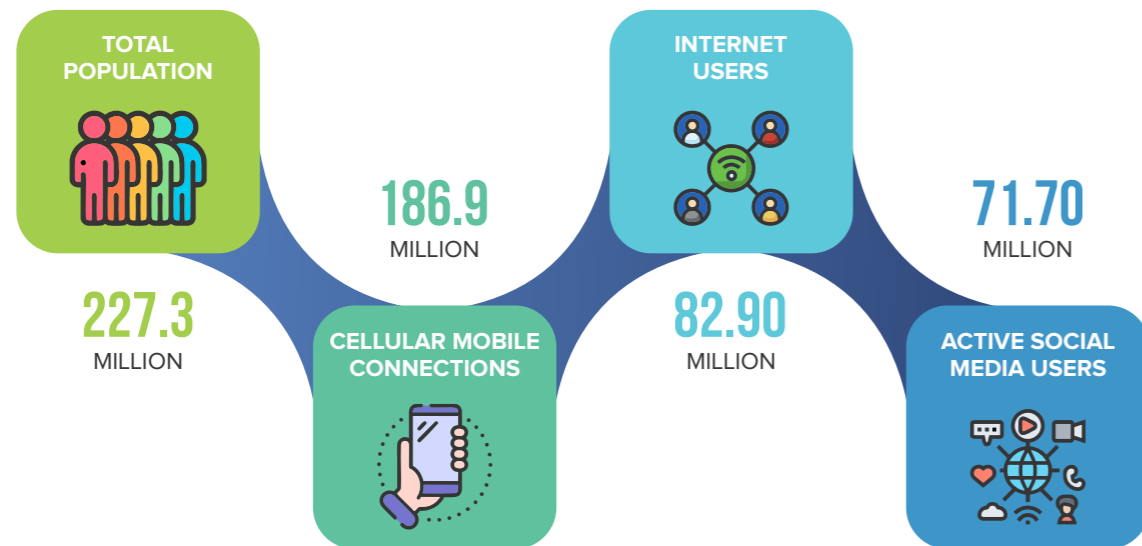 TOTAL
POPULATION
227.3
MILLION
186.9
MILLION
CELLULAR MOBILE
CONNECTIONS
INTERNET
USERS
82.90
MILLION
71.70
MILLION
ACTIVE SOCIAL
MEDIA USERS